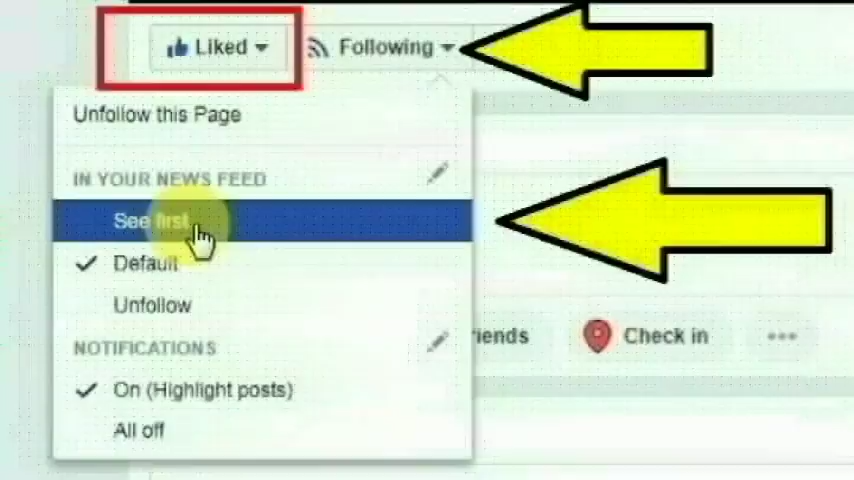 Liked Following
Unfollow this Page
IN YOUR NEWS FEED
See first
Default
Unfollow
riends Check in
NOTIFICATIONS
On (Highlight posts)
All off